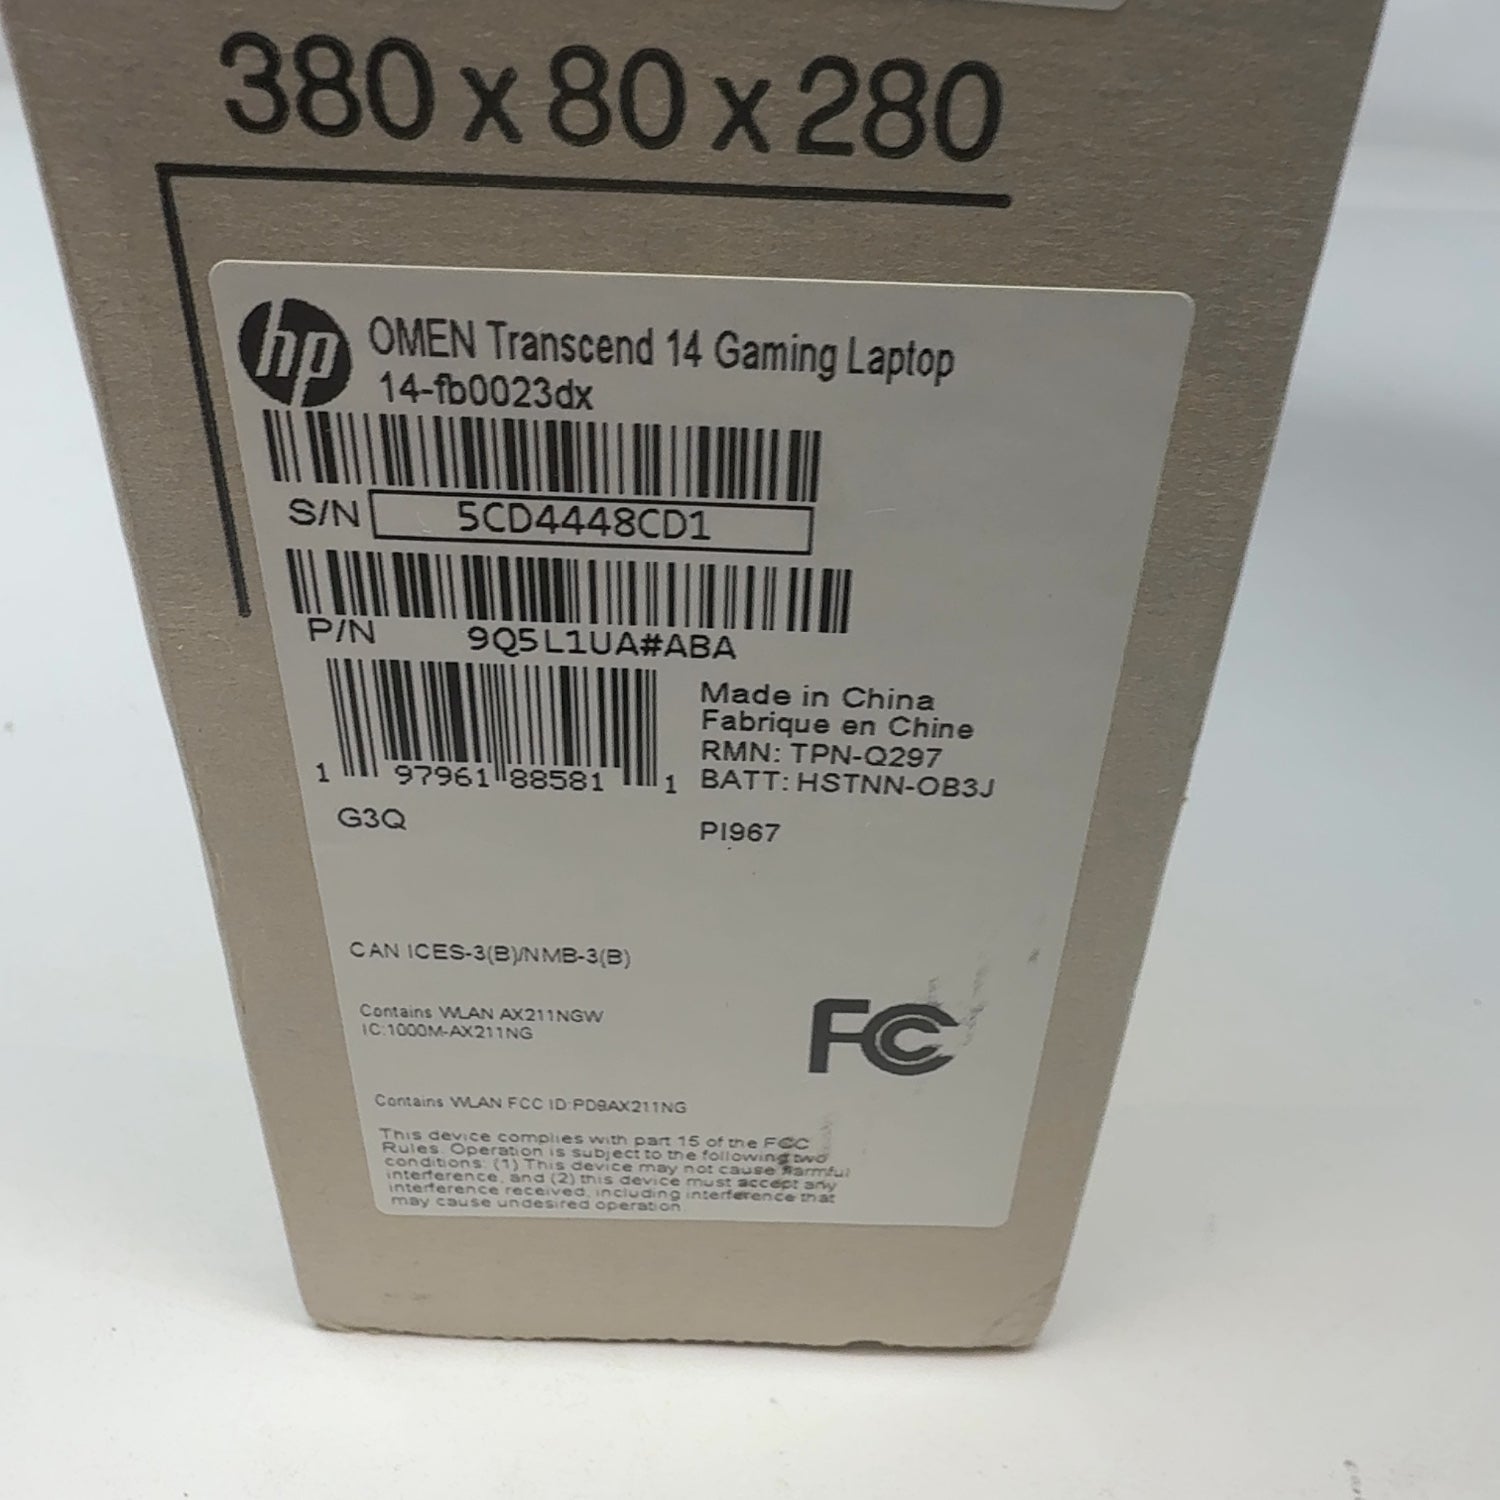 380 x 80 x 280
hp
OMEN Transcend 14 Gaming Laptop
14-fb0023dx
S/N 5CD4448CD1
P/N 9Q5L1UA#ABA
1 97961 88581 1
Made in China
Fabrique en Chine
RMN: TPN-Q297
BATT: HSTNN-OB3J
G3Q
PI967
CAN ICES-3(B)/NMB-3(B)
Contains WLAN AX211NGW
IC:1000M-AX211NG
FC
Contains WLAN FCC ID:PD9AX211NG
This device complies with part 15 of the FCC
Rules. Operation is subject to the following two
conditions: (1) This device may not cause harmful
interference, and (2) this device must accept any
interference received, including interference that
may cause undesired operation.